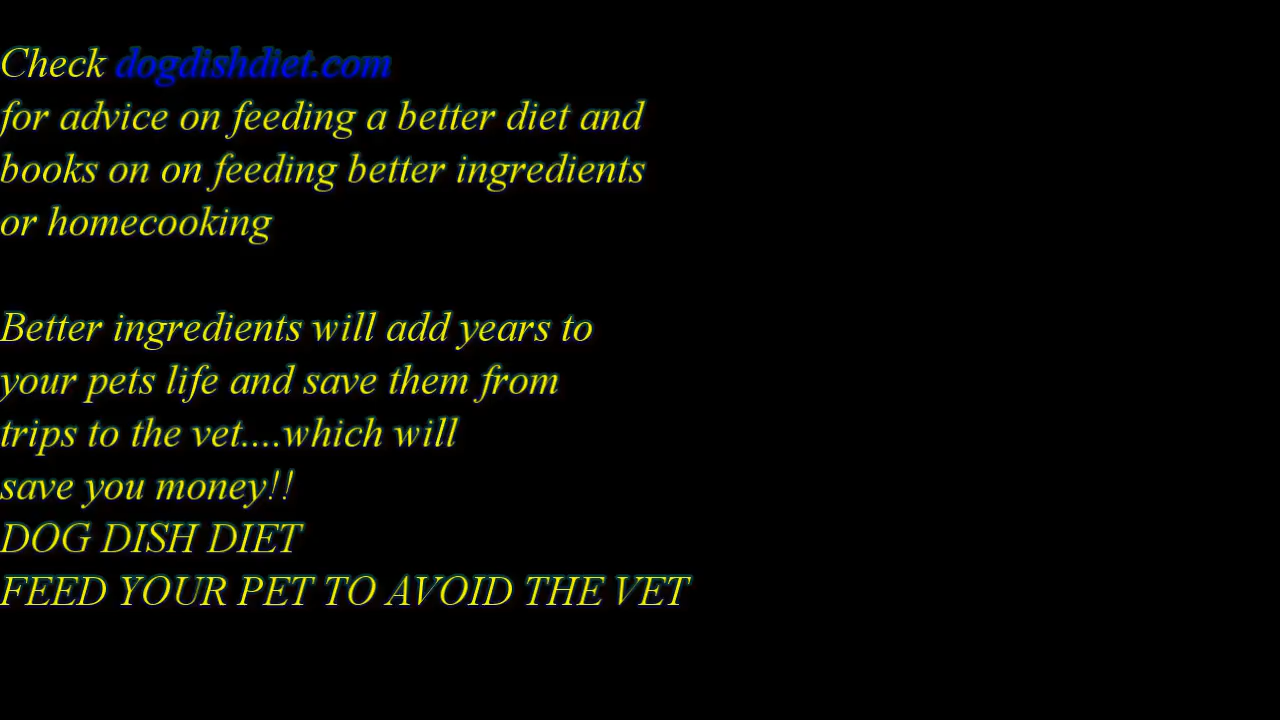 Check dogdishdiet.com
for advice on feeding a better diet and
books on on feeding better ingredients
or homecooking
Better ingredients will add years to
your pets life and save them from
trips to the vet....which will
save you money!!
DOG DISH DIET
FEED YOUR PET TO AVOID THE VET